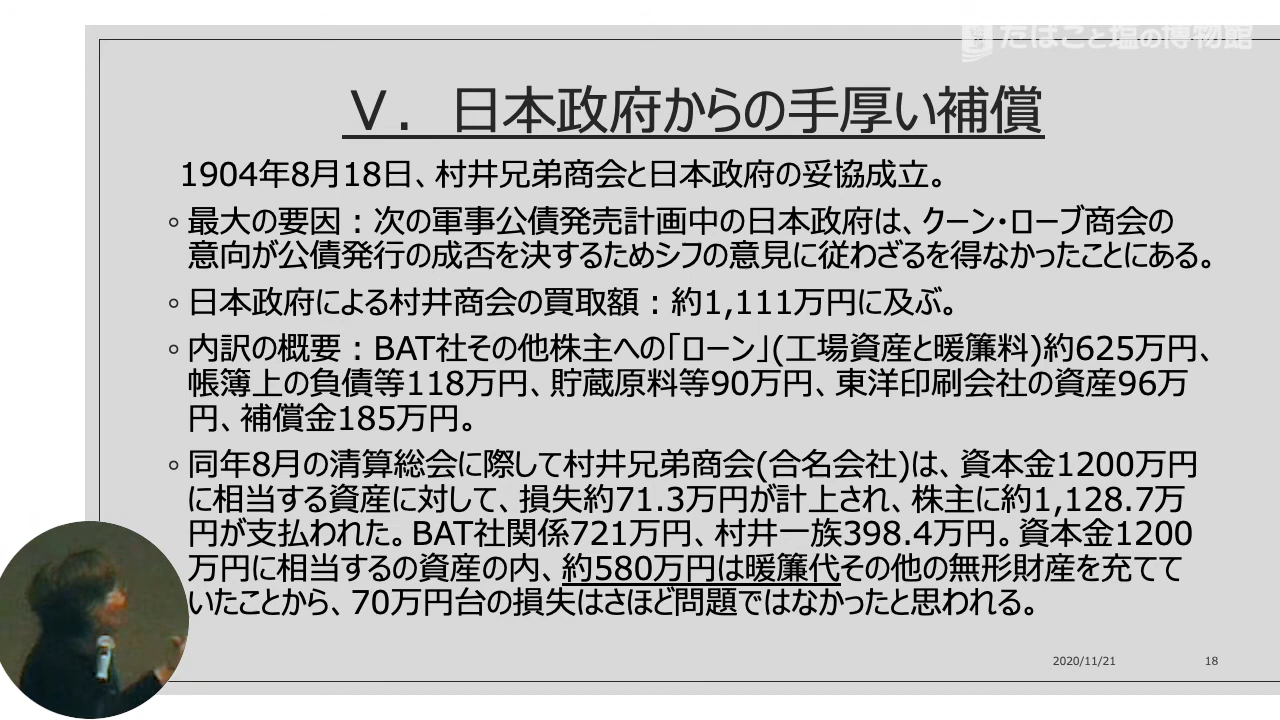 たばこと塩の博物館
Ⅴ．日本政府からの手厚い補償
1904年8月18日、村井兄弟商会と日本政府の妥協成立。
◦ 最大の要因：次の軍事公債発売計画中の日本政府は、クーン・ローブ商会の
意向が公債発行の成否を決するためシフの意見に従わざるを得なかったことにある。
◦ 日本政府による村井商会の買取額：約1,111万円に及ぶ。
◦ 内訳の概要：BAT社その他株主への「ローン」(工場資産と暖簾料)約625万円、
帳簿上の負債等118万円、貯蔵原料等90万円、東洋印刷会社の資産96万
円、補償金185万円。
◦ 同年8月の清算総会に際して村井兄弟商会(合名会社)は、資本金1200万円
に相当する資産に対して、損失約71.3万円が計上され、株主に約1,128.7万
円が支払われた。BAT社関係721万円、村井一族398.4万円。資本金1200
万円に相当するの資産の内、約580万円は暖簾代その他の無形財産を充てて
いたことから、70万円台の損失はさほど問題ではなかったと思われる。
2020/11/21
18